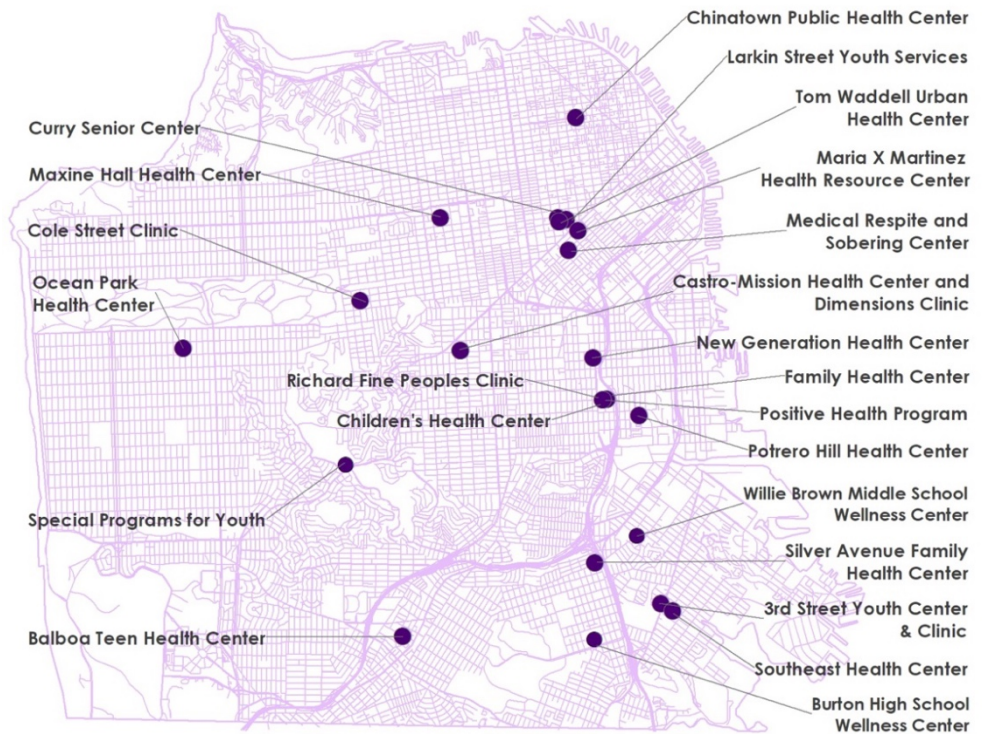 Chinatown Public Health Center
Larkin Street Youth Services
Tom Waddell Urban
Health Center
Curry Senior Center
Maria X Martinez
Health Resource Center
Maxine Hall Health Center
Medical Respite and
Sobering Center
Cole Street Clinic
Castro-Mission Health Center and
Dimensions Clinic
Ocean Park
Health Center
New Generation Health Center
Richard Fine Peoples Clinic
Family Health Center
Children's Health Center
Positive Health Program
Potrero Hill Health Center
Willie Brown Middle School
Wellness Center
Special Programs for Youth
Silver Avenue Family
Health Center
3rd Street Youth Center
& Clinic
Balboa Teen Health Center
Southeast Health Center
Burton High School
Wellness Center